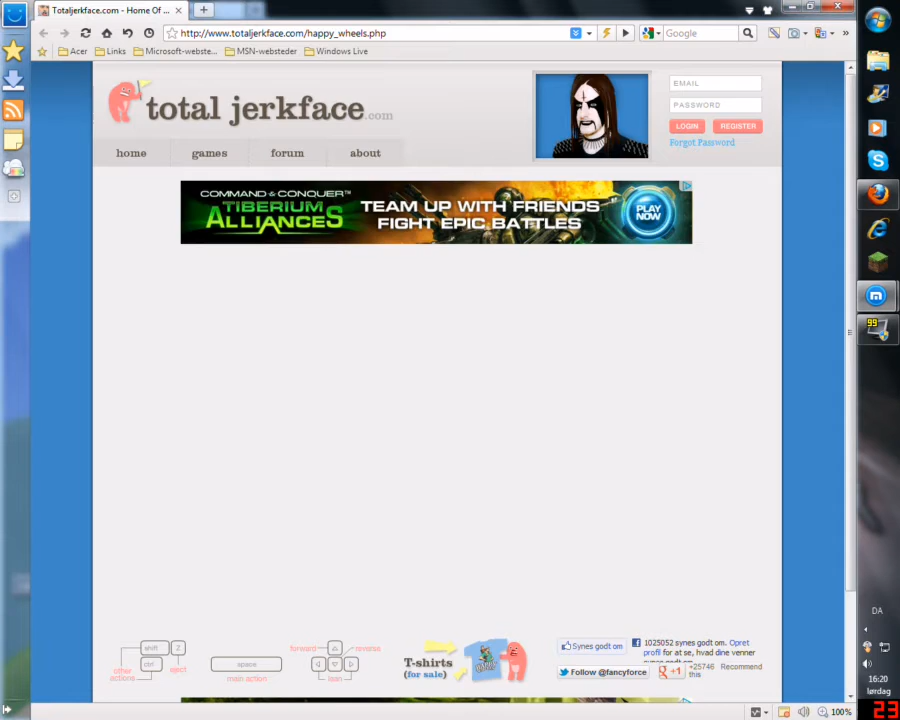 Totaljerkface.com - Home Of ...
http://www.totaljerkface.com/happy_wheels.php
Google
Acer
Links
Microsoft-webste...
MSN-websteder
Windows Live
total jerkface.com
EMAIL
PASSWORD
LOGIN
REGISTER
Forgot Password
home
games
forum
about
COMMAND & CONQUER™
TIBERIUM
ALLIANCES
TEAM UP WITH FRIENDS
FIGHT EPIC BATTLES
PLAY
NOW
shift
Z
ctrl
other
actions
eject
space
main action
forward
reverse
lean
T-shirts
(for sale)
Synes godt om
1025052 synes godt om. Opret
profil for at se, hvad dine venner
Follow @fancyforce
+1
+25746 Recommend
this
100%
99
DA
16:20
lørdag
23